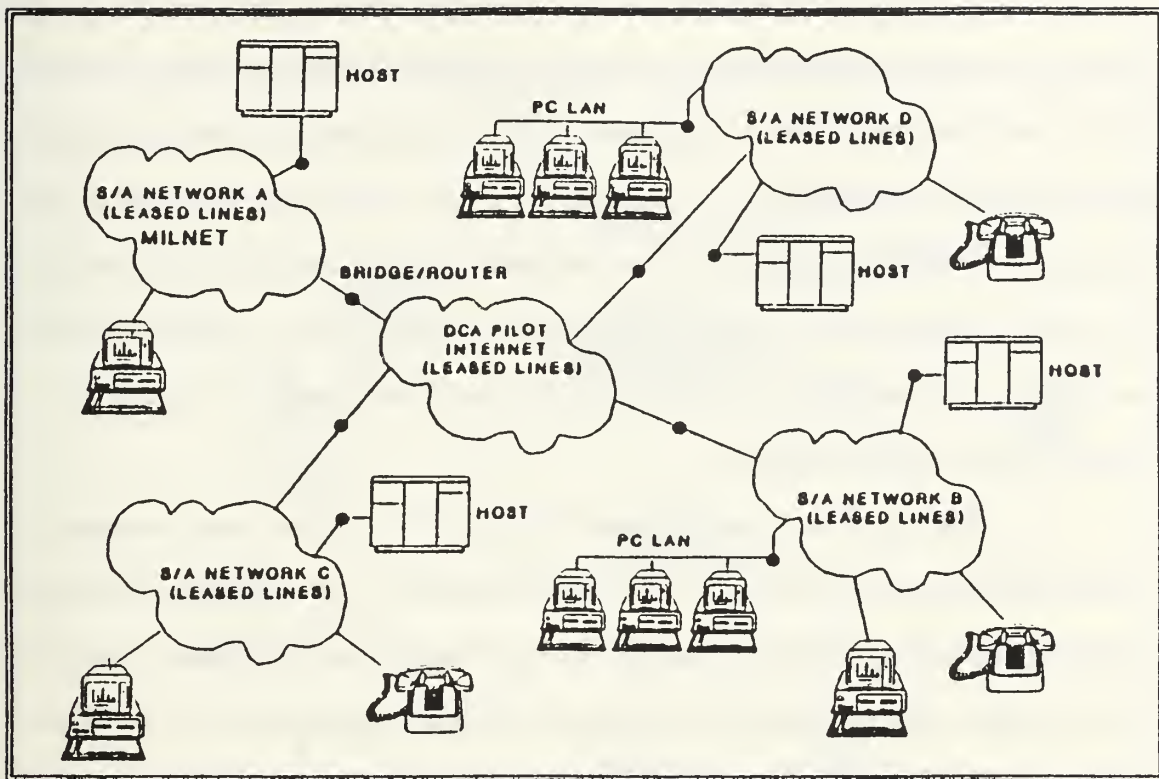 HOST
PC LAN
S/A NETWORK D
(LEASED LINES)
S/A NETWORK A
(LEASED LINES)
MILNET
HOST
BRIDGE/ROUTER
DCA PILOT
INTERNET
(LEASED LINES)
HOST
S/A NETWORK B
(LEASED LINES)
HOST
PC LAN
S/A NETWORK C
(LEASED LINES)